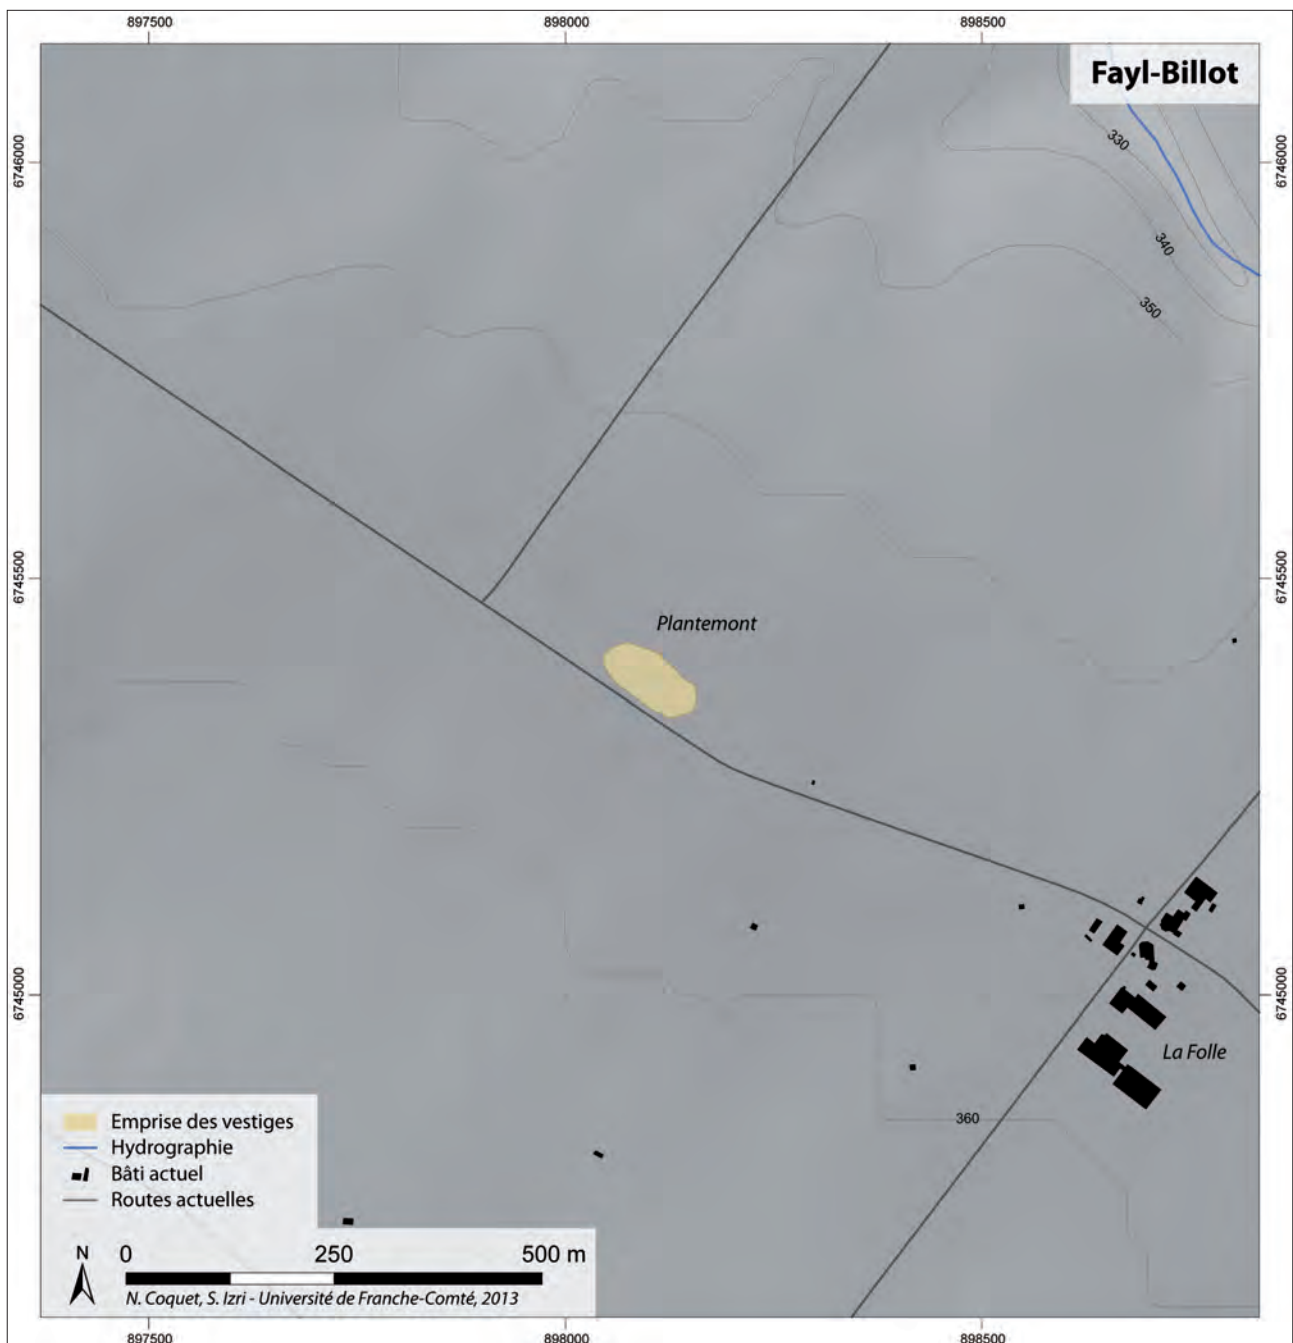 897500 898000 898500
Fayl-Billot
6746000 6746000
330
340
350
6745500 6745500
Plantemont
6745000 6745000
La Folle
360
Emprise des vestiges
Hydrographie
Bâti actuel
Routes actuelles
N 0 250 500 m
N. Coquet, S. Izri - Université de Franche-Comté, 2013
897500 898000 898500